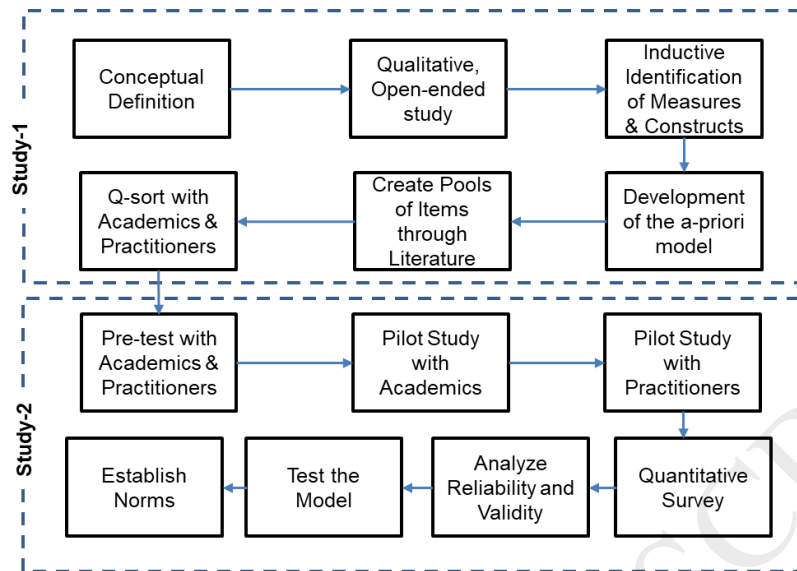 Study-1
Conceptual
Definition
Qualitative,
Open-ended
study
Inductive
Identification
of Measures
& Constructs
Q-sort with
Academics &
Practitioners
Create Pools
of Items
through
Literature
Development
of the a-priori
model
Study-2
Pre-test with
Academics &
Practitioners
Pilot Study
with
Academics
Pilot Study
with
Practitioners
Establish
Norms
Test the
Model
Analyze
Reliability and
Validity
Quantitative
Survey